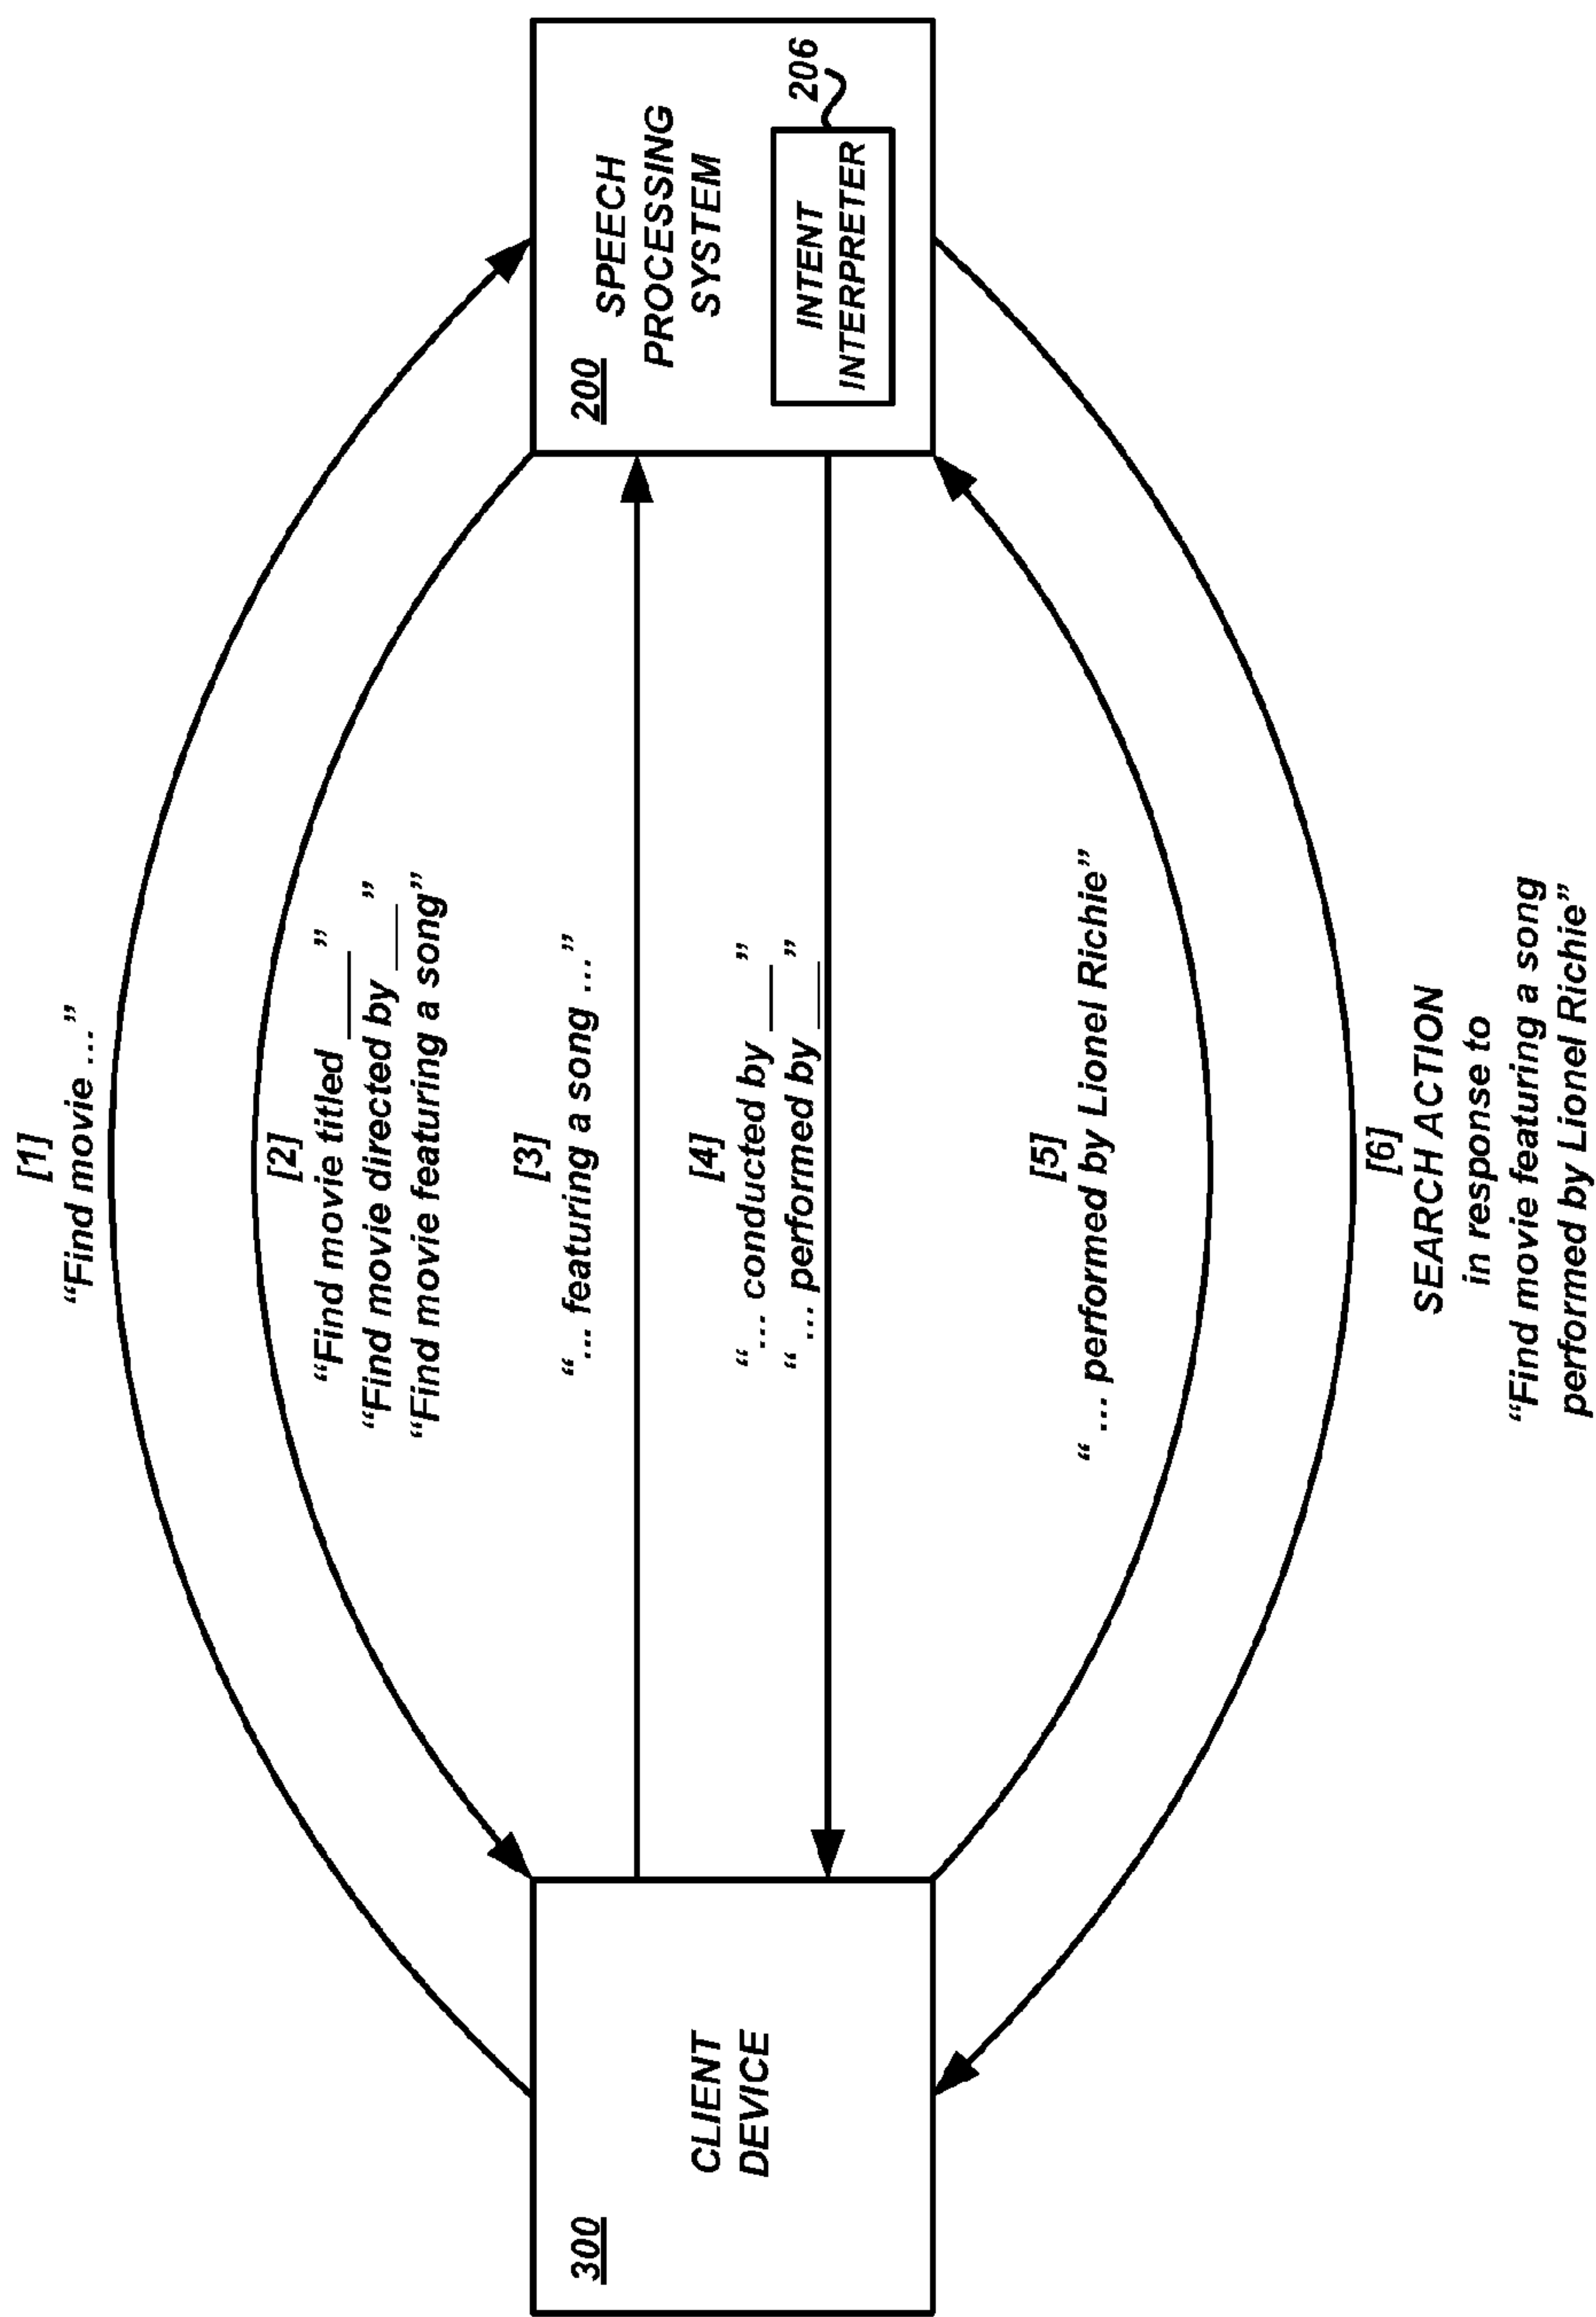 [1]
“Find movie ...”
[2]
“Find movie titled ____”
“Find movie directed by ___”
“Find movie featuring a song”
[3]
“... featuring a song ...”
[4]
“... conducted by ___”
“ ... performed by ___”
[5]
“ ... performed by Lionel Richie”
[6]
SEARCH ACTION
in response to
“Find movie featuring a song
performed by Lionel Richie”
300
CLIENT
DEVICE
200
SPEECH
PROCESSING
SYSTEM
INTENT
INTERPRETER
206